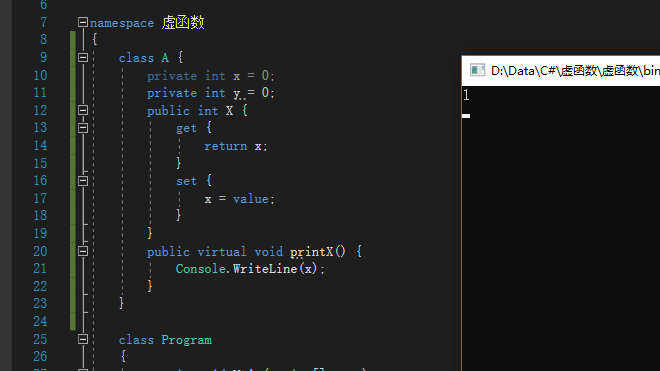 6
7 namespace 虚函数
8 {
9 class A {
10 private int x = 0;
11 private int y = 0;
12 public int X {
13 get {
14 return x;
15 }
16 set {
17 x = value;
18 }
19 }
20 public virtual void printX() {
21 Console.WriteLine(x);
22 }
23 }
24
25 class Program
26 {
D:\Data\C#\虚函数\虚函数\bin
1